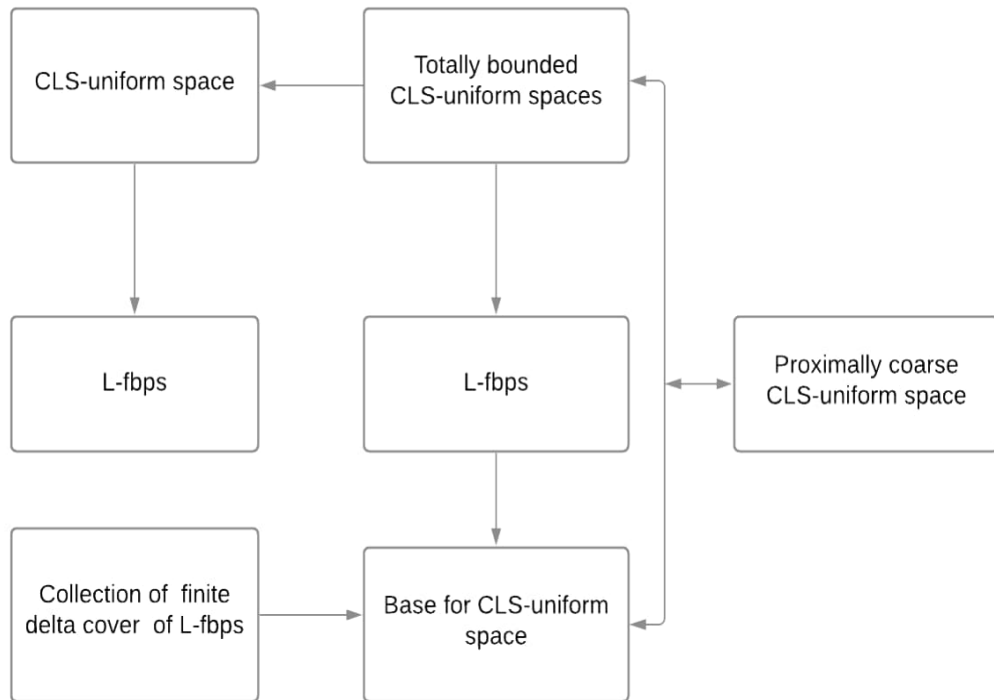 CLS-uniform space
Totally bounded
CLS-uniform spaces
L-fbps
L-fbps
Proximally coarse
CLS-uniform space
Collection of finite
delta cover of L-fbps
Base for CLS-uniform
space